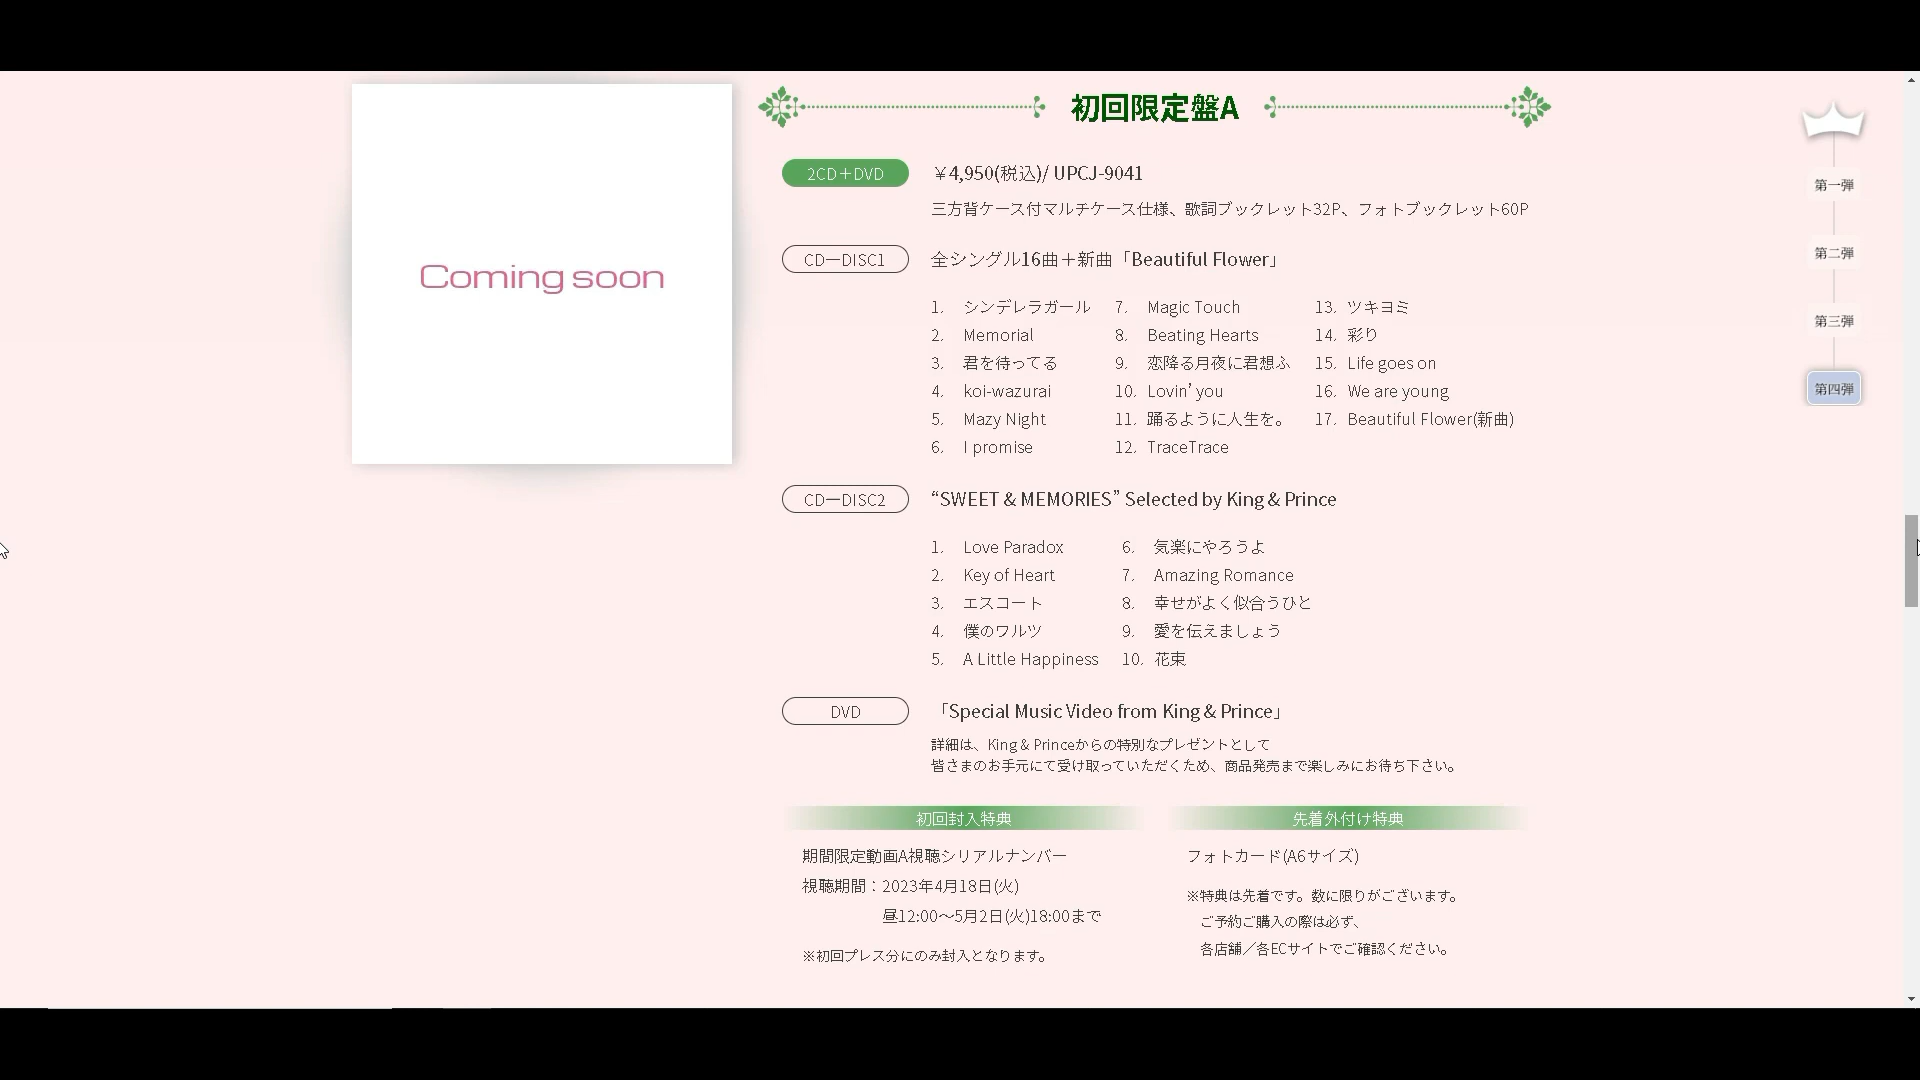 初回限定盤A
Coming soon
2CD＋DVD ￥4,950(税込)/ UPCJ-9041
三方背ケース付マルチケース仕様、歌詞ブックレット32P、フォトブックレット60P
CD―DISC1 全シングル16曲＋新曲「Beautiful Flower」
1. シンデレラガール
2. Memorial
3. 君を待ってる
4. koi-wazurai
5. Mazy Night
6. I promise
7. Magic Touch
8. Beating Hearts
9. 恋降る月夜に君想ふ
10. Lovin’ you
11. 踊るように人生を。
12. TraceTrace
13. ツキヨミ
14. 彩り
15. Life goes on
16. We are young
17. Beautiful Flower(新曲)
CD―DISC2 “SWEET & MEMORIES” Selected by King & Prince
1. Love Paradox
2. Key of Heart
3. エスコート
4. 僕のワルツ
5. A Little Happiness
6. 気楽にやろうよ
7. Amazing Romance
8. 幸せがよく似合うひと
9. 愛を伝えましょう
10. 花束
DVD 「Special Music Video from King & Prince」
詳細は、King & Princeからの特別なプレゼントとして
皆さまのお手元にて受け取っていただくため、商品発売まで楽しみにお待ち下さい。
初回封入特典
期間限定動画A視聴シリアルナンバー
視聴期間：2023年4月18日(火)
昼12:00～5月2日(火)18:00まで
※初回プレス分にのみ封入となります。
先着外付け特典
フォトカード(A6サイズ)
※特典は先着です。数に限りがございます。
ご予約ご購入の際は必ず、
各店舗／各ECサイトでご確認ください。
第一弾
第二弾
第三弾
第四弾